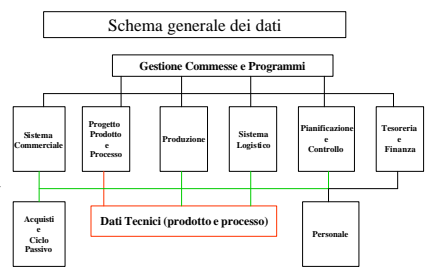 Schema generale dei dati
Gestione Commesse e Programmi
Sistema
Commerciale
Progetto
Prodotto
e
Processo
Produzione
Sistema
Logistico
Pianificazione
e
Controllo
Tesoreria
e
Finanza
Acquisti
e
Ciclo
Passivo
Dati Tecnici (prodotto e processo)
Personale